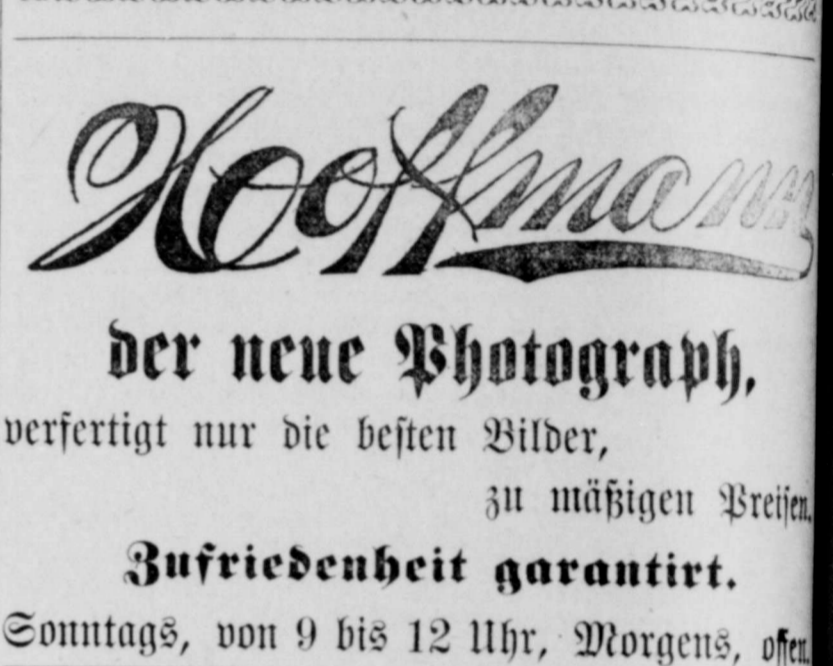 Hoffmann
der neue Photograph,
verfertigt nur die besten Bilder,
zu mäßigen Preisen.
Zufriedenheit garantirt.
Sonntags, von 9 bis 12 Uhr, Morgens, offen.